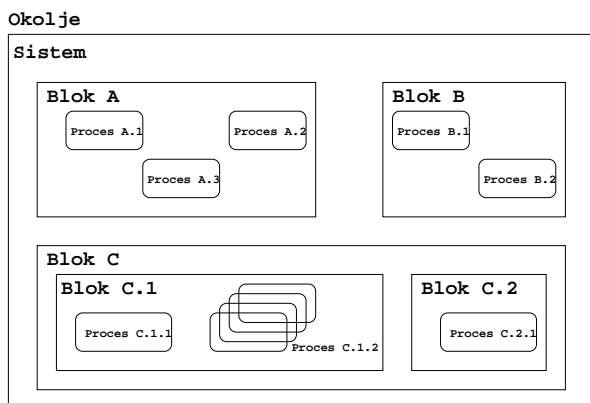 Okolje
Sistem
Blok A
Proces A.1
Proces A.2
Proces A.3
Blok B
Proces B.1
Proces B.2
Blok C
Blok C.1
Proces C.1.1
Proces C.1.2
Blok C.2
Proces C.2.1